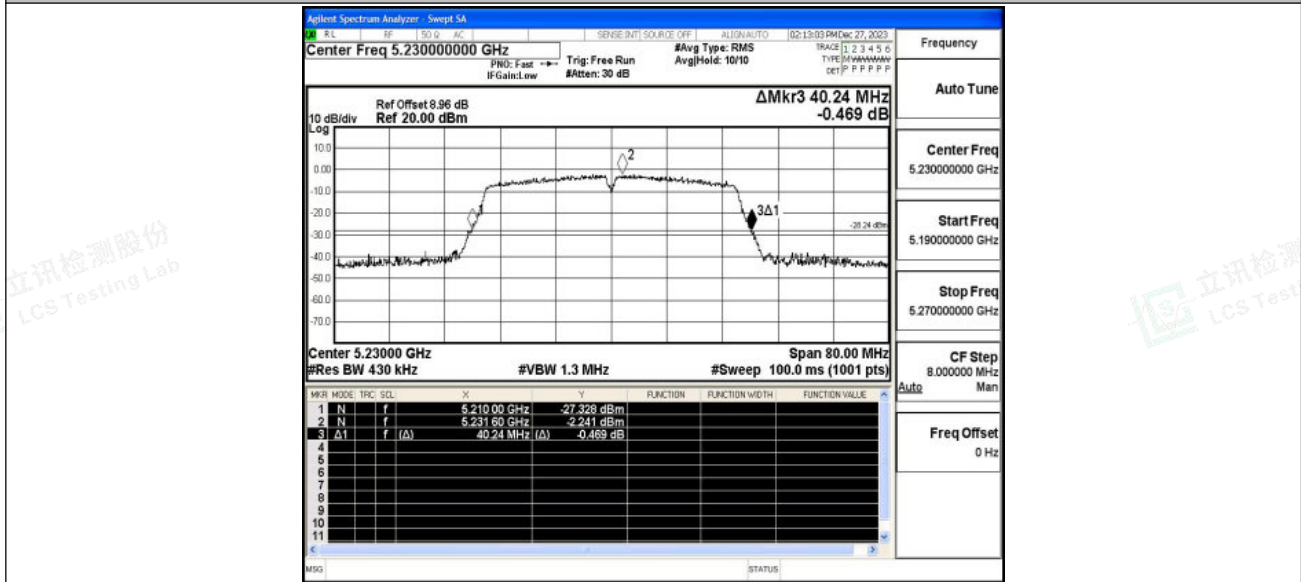 Agilent Spectrum Analyzer - Swept SA
RL RF 50 Ω AC SENSE:INT SOURCE OFF ALIGN AUTO 02:13:03 PM Dec 27, 2023
Center Freq 5.230000000 GHz
PNO: Fast
IFGain:Low
Trig: Free Run
#Atten: 30 dB
#Avg Type: RMS
Avg|Hold: 10/10
TRACE 1 2 3 4 5 6
TYPE
DET P P P P P P
ΔMkr3 40.24 MHz
-0.469 dB
Ref Offset 8.96 dB
10 dB/div Ref 20.00 dBm
Log
10.0
0.00
-10.0
-20.0
-30.0
-40.0
-50.0
-60.0
-70.0
1
2
3Δ1
-28.24 dBm
Center 5.23000 GHz Span 80.00 MHz
#Res BW 430 kHz #VBW 1.3 MHz #Sweep 100.0 ms (1001 pts)
MKR MODE TRC SCL X Y FUNCTION FUNCTION WIDTH FUNCTION VALUE
1 N f 5.210 00 GHz -27.328 dBm
2 N f 5.231 60 GHz -2.241 dBm
3 Δ1 f (Δ) 40.24 MHz (Δ) -0.469 dB
4
5
6
7
8
9
10
11
MSG STATUS
Frequency
Auto Tune
Center Freq
5.230000000 GHz
Start Freq
5.190000000 GHz
Stop Freq
5.270000000 GHz
CF Step
8.000000 MHz
Auto Man
Freq Offset
0 Hz
立讯检测股份
LCS Testing Lab
立讯检测
LCS Testi